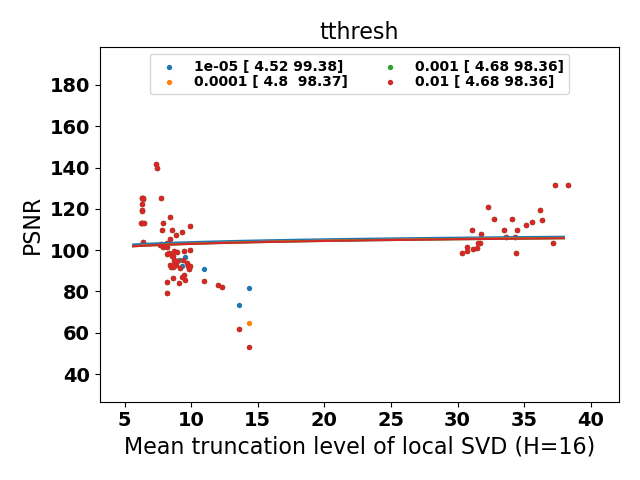 tthresh
1e-05 [ 4.52 99.38]
0.0001 [ 4.8  98.37]
0.001 [ 4.68 98.36]
0.01 [ 4.68 98.36]
PSNR
180
160
140
120
100
80
60
40
5 10 15 20 25 30 35 40
Mean truncation level of local SVD (H=16)